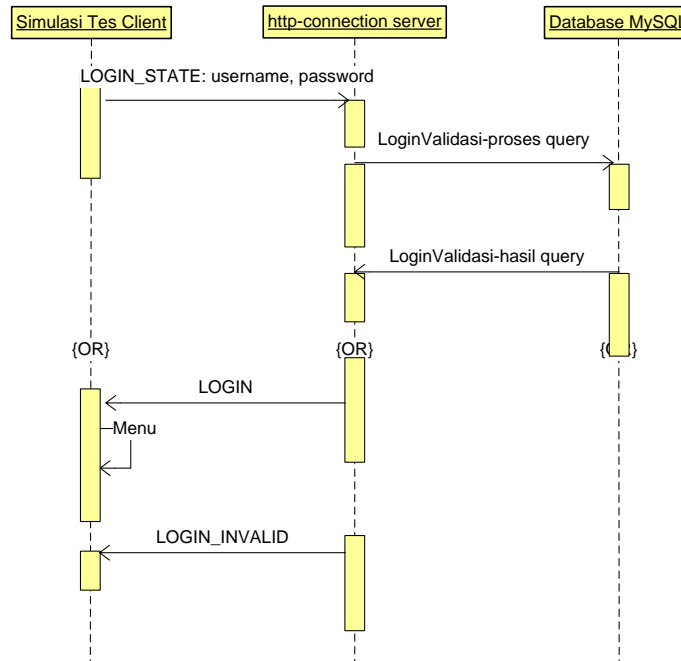 Simulasi Tes Client
http-connection server
Database MySQL
LOGIN_STATE: username, password
LoginValidasi-proses query
LoginValidasi-hasil query
{OR}
{OR}
LOGIN
Menu
LOGIN_INVALID